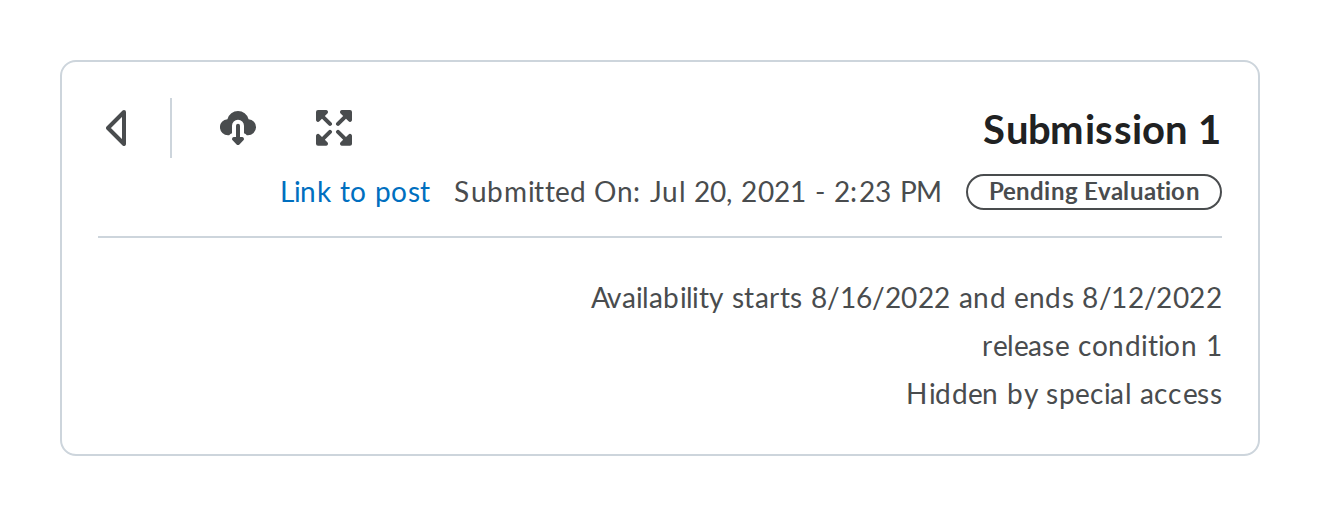 Submission 1
Link to post Submitted On: Jul 20, 2021 - 2:23 PM Pending Evaluation
Availability starts 8/16/2022 and ends 8/12/2022
release condition 1
Hidden by special access